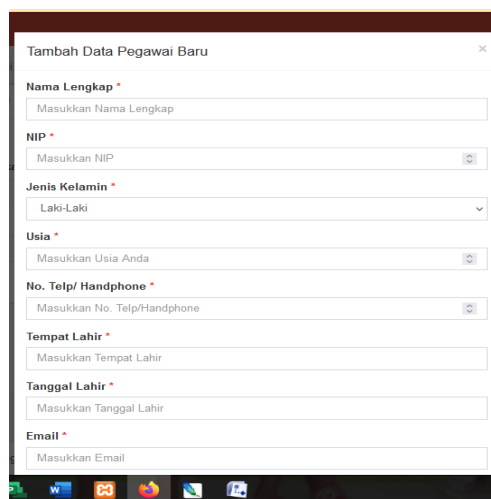 Tambah Data Pegawai Baru
×
Nama Lengkap *
Masukkan Nama Lengkap
NIP *
Masukkan NIP
Jenis Kelamin *
Laki-Laki
Usia *
Masukkan Usia Anda
No. Telp/ Handphone *
Masukkan No. Telp/Handphone
Tempat Lahir *
Masukkan Tempat Lahir
Tanggal Lahir *
Masukkan Tanggal Lahir
Email *
Masukkan Email